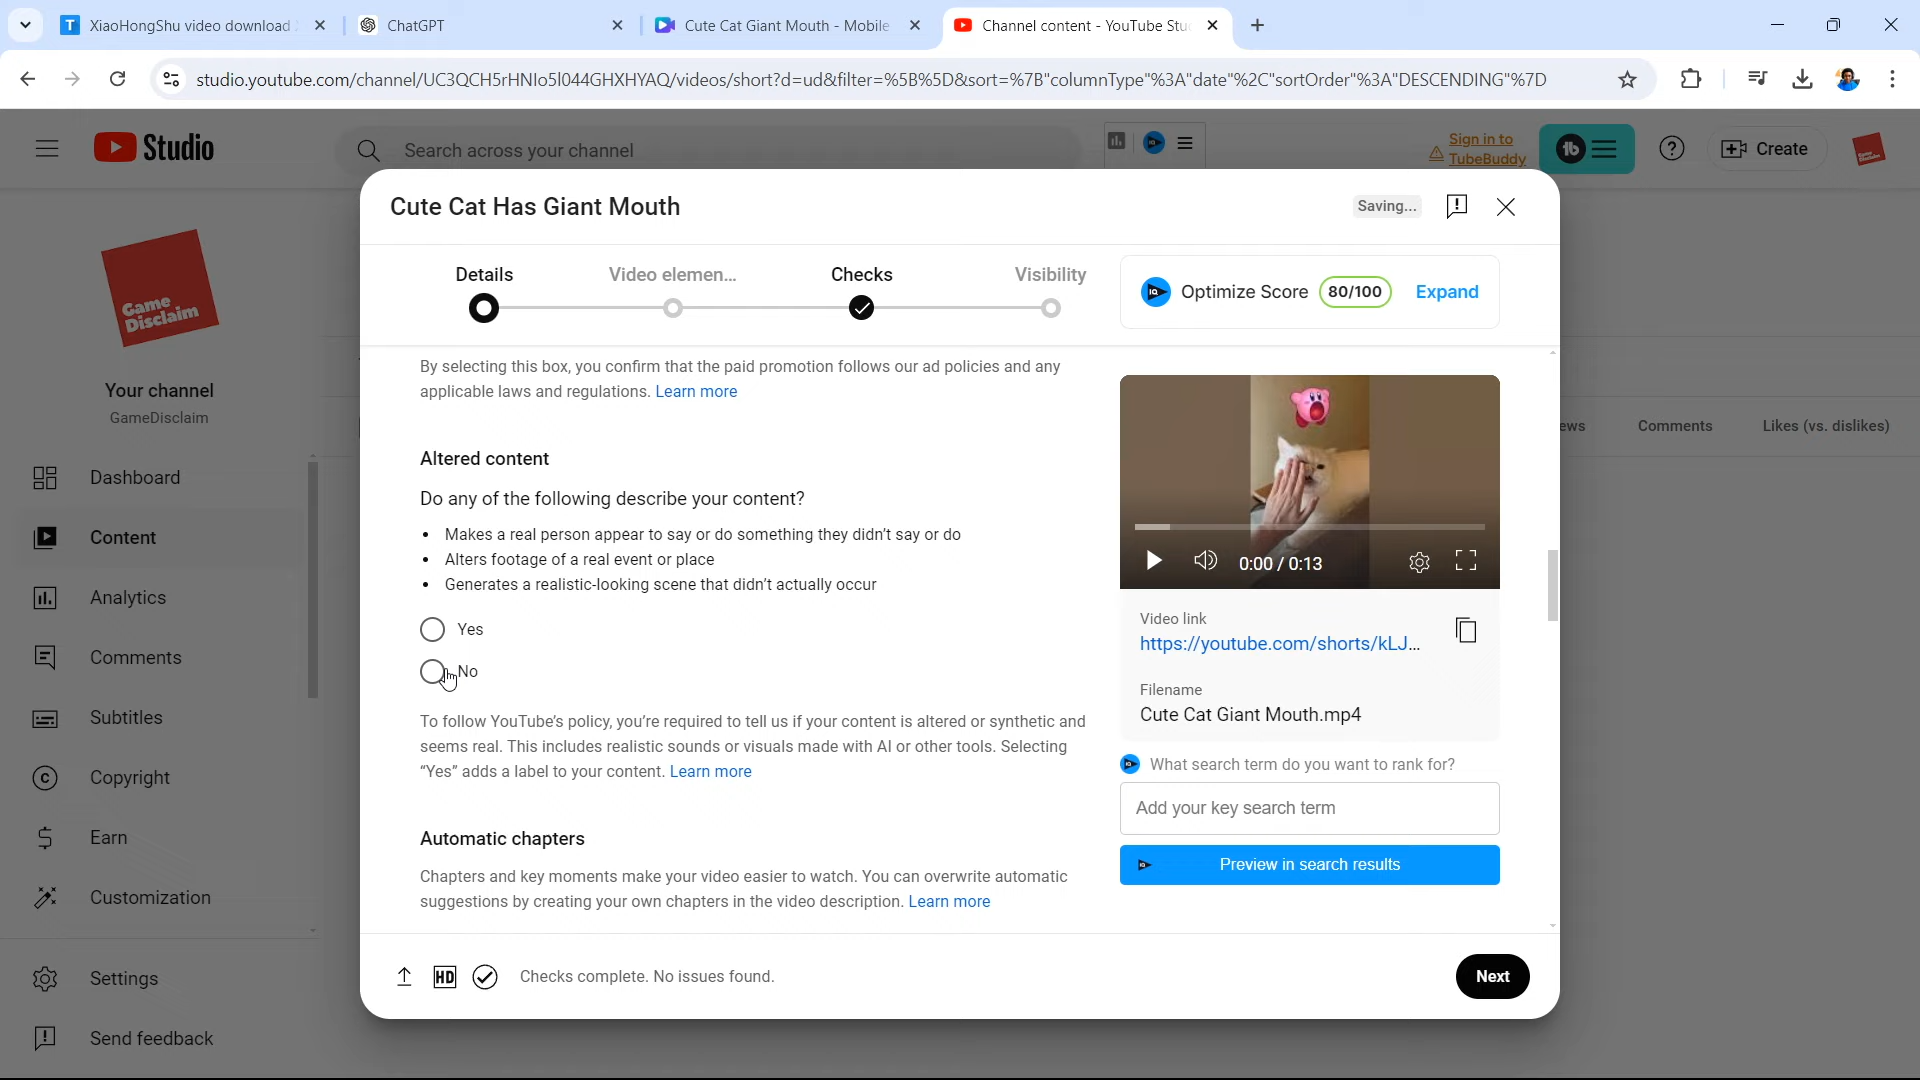 XiaoHongShu video download
ChatGPT
Cute Cat Giant Mouth - Mobile
Channel content - YouTube Stu
studio.youtube.com/channel/UC3QCH5rHNIo5l044GHXHYAQ/videos/short?d=ud&filter=%5B%5D&sort=%7B"columnType"%3A"date"%2C"sortOrder"%3A"DESCENDING"%7D
Studio
Search across your channel
Sign in to
TubeBuddy
Create
Cute Cat Has Giant Mouth
Saving...
Details
Video elemen...
Checks
Visibility
Optimize Score 80/100 Expand
Game
Disclaim
Your channel
GameDisclaim
Dashboard
Content
Analytics
Comments
Subtitles
Copyright
Earn
Customization
Settings
Send feedback
By selecting this box, you confirm that the paid promotion follows our ad policies and any
applicable laws and regulations. Learn more
Altered content
Do any of the following describe your content?
• Makes a real person appear to say or do something they didn't say or do
• Alters footage of a real event or place
• Generates a realistic-looking scene that didn't actually occur
Yes
No
To follow YouTube's policy, you're required to tell us if your content is altered or synthetic and
seems real. This includes realistic sounds or visuals made with AI or other tools. Selecting
"Yes" adds a label to your content. Learn more
Automatic chapters
Chapters and key moments make your video easier to watch. You can overwrite automatic
suggestions by creating your own chapters in the video description. Learn more
0:00 / 0:13
Video link
https://youtube.com/shorts/kLJ...
Filename
Cute Cat Giant Mouth.mp4
What search term do you want to rank for?
Add your key search term
Preview in search results
ews
Comments
Likes (vs. dislikes)
HD
Checks complete. No issues found.
Next